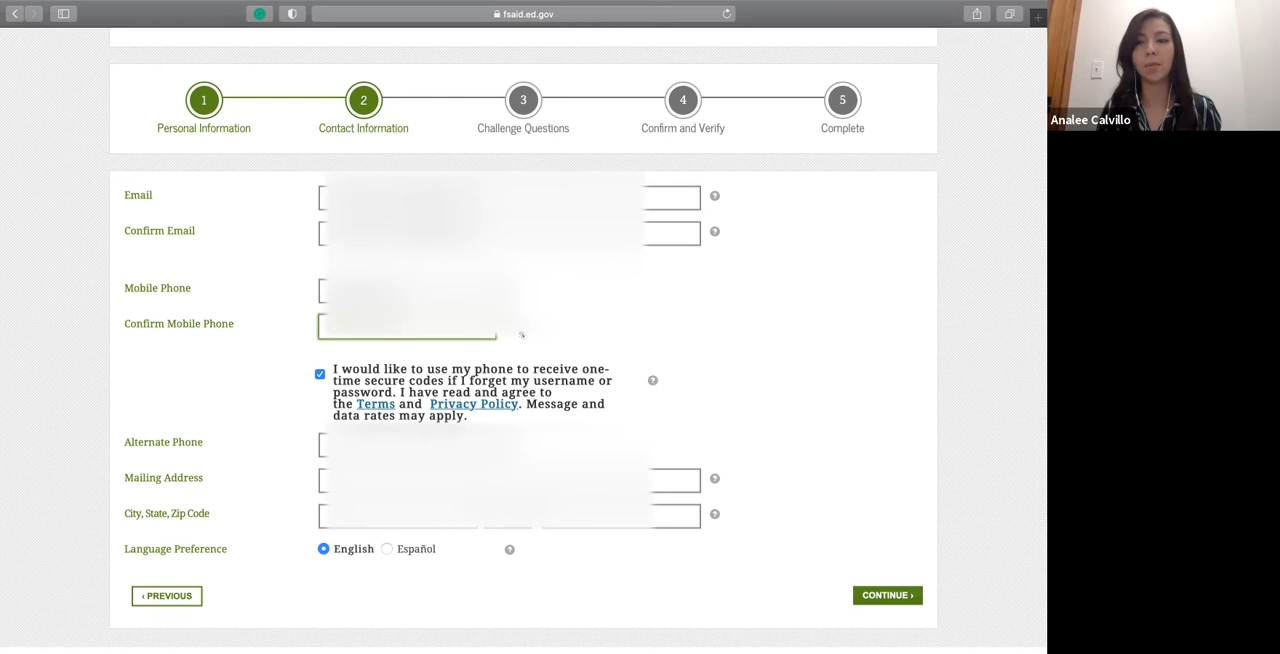 fsaid.ed.gov
1
2
3
4
5
Personal Information
Contact Information
Challenge Questions
Confirm and Verify
Complete
Analee Calvillo
Email
Confirm Email
Mobile Phone
Confirm Mobile Phone
I would like to use my phone to receive one-
time secure codes if I forget my username or
password. I have read and agree to
the Terms and Privacy Policy. Message and
data rates may apply.
Alternate Phone
Mailing Address
City, State, Zip Code
Language Preference
English
Español
‹ PREVIOUS
CONTINUE ›